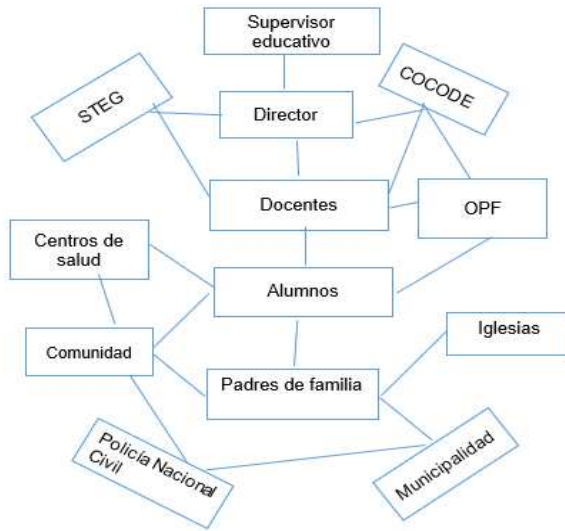 Supervisor
educativo
STEG
COCODE
Director
Docentes
OPF
Centros de
salud
Alumnos
Iglesias
Comunidad
Padres de familia
Policía Nacional
Civil
Municipalidad